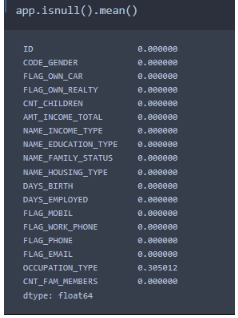 app.isnull().mean()
ID 0.000000
CODE_GENDER 0.000000
FLAG_OWN_CAR 0.000000
FLAG_OWN_REALTY 0.000000
CNT_CHILDREN 0.000000
AMT_INCOME_TOTAL 0.000000
NAME_INCOME_TYPE 0.000000
NAME_EDUCATION_TYPE 0.000000
NAME_FAMILY_STATUS 0.000000
NAME_HOUSING_TYPE 0.000000
DAYS_BIRTH 0.000000
DAYS_EMPLOYED 0.000000
FLAG_MOBIL 0.000000
FLAG_WORK_PHONE 0.000000
FLAG_PHONE 0.000000
FLAG_EMAIL 0.000000
OCCUPATION_TYPE 0.305012
CNT_FAM_MEMBERS 0.000000
dtype: float64